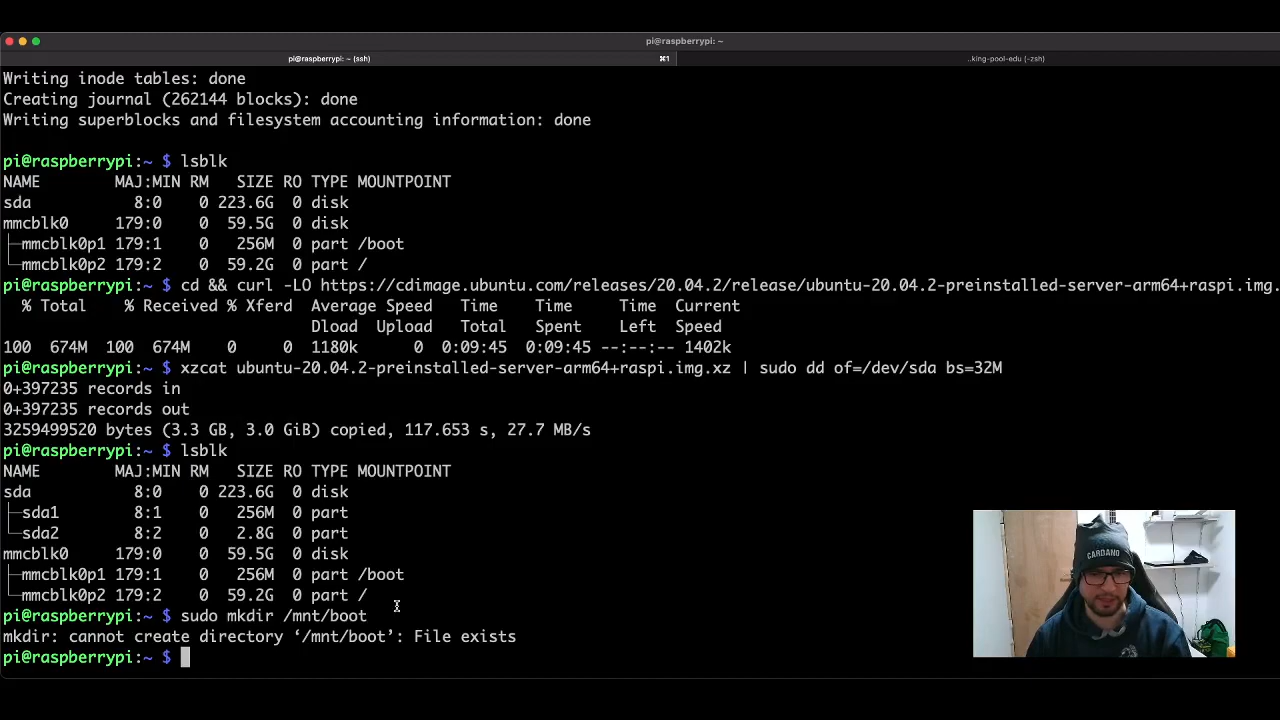 pi@raspberrypi: ~
pi@raspberrypi: ~ (ssh) ⌘1 ..king-pool-edu (-zsh)
Writing inode tables: done
Creating journal (262144 blocks): done
Writing superblocks and filesystem accounting information: done
pi@raspberrypi:~ $ lsblk
NAME        MAJ:MIN RM   SIZE RO TYPE MOUNTPOINT
sda           8:0    0 223.6G  0 disk
mmcblk0     179:0    0  59.5G  0 disk
├─mmcblk0p1 179:1    0   256M  0 part /boot
└─mmcblk0p2 179:2    0  59.2G  0 part /
pi@raspberrypi:~ $ cd && curl -LO https://cdimage.ubuntu.com/releases/20.04.2/release/ubuntu-20.04.2-preinstalled-server-arm64+raspi.img.
  % Total    % Received % Xferd  Average Speed   Time    Time     Time  Current
                                 Dload  Upload   Total   Spent    Left  Speed
100  674M  100  674M    0     0  1180k      0  0:09:45  0:09:45 --:--:-- 1402k
pi@raspberrypi:~ $ xzcat ubuntu-20.04.2-preinstalled-server-arm64+raspi.img.xz | sudo dd of=/dev/sda bs=32M
0+397235 records in
0+397235 records out
3259499520 bytes (3.3 GB, 3.0 GiB) copied, 117.653 s, 27.7 MB/s
pi@raspberrypi:~ $ lsblk
NAME        MAJ:MIN RM   SIZE RO TYPE MOUNTPOINT
sda           8:0    0 223.6G  0 disk
├─sda1        8:1    0   256M  0 part
└─sda2        8:2    0   2.8G  0 part
mmcblk0     179:0    0  59.5G  0 disk
├─mmcblk0p1 179:1    0   256M  0 part /boot
└─mmcblk0p2 179:2    0  59.2G  0 part /
pi@raspberrypi:~ $ sudo mkdir /mnt/boot
mkdir: cannot create directory ‘/mnt/boot’: File exists
pi@raspberrypi:~ $
CARDANO